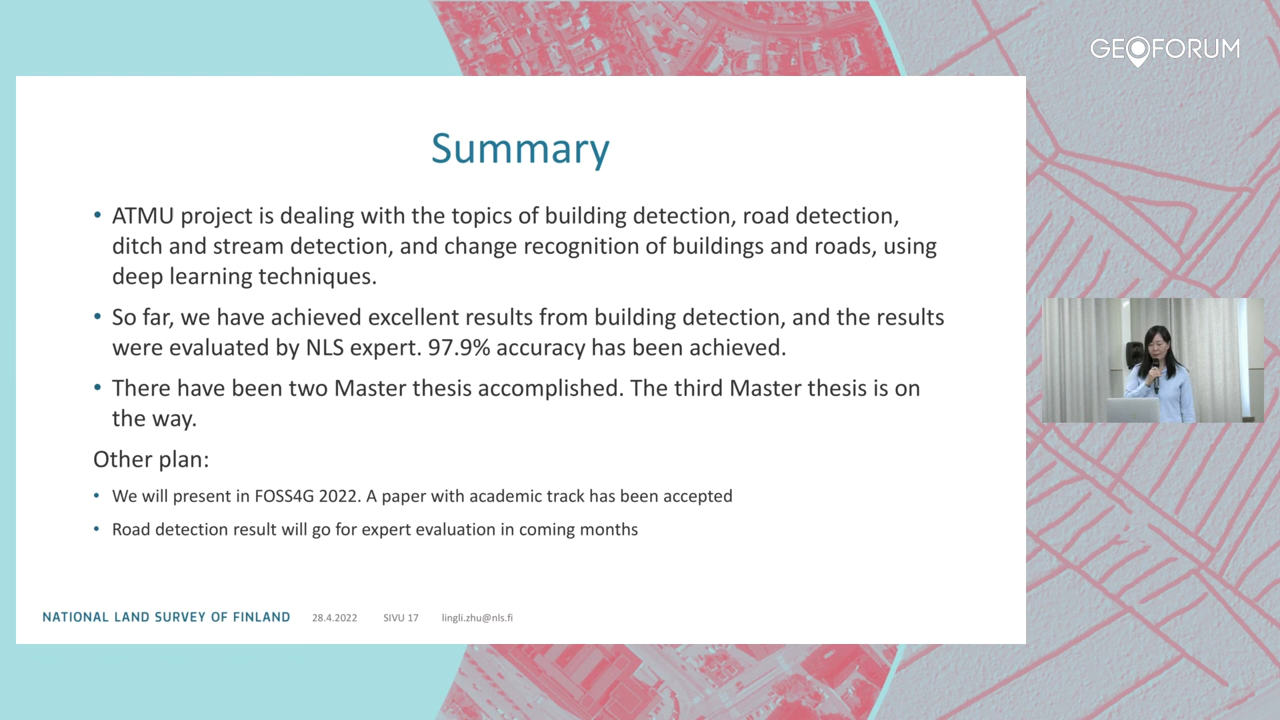 GEOFORUM
Summary
• ATMU project is dealing with the topics of building detection, road detection,
ditch and stream detection, and change recognition of buildings and roads, using
deep learning techniques.
• So far, we have achieved excellent results from building detection, and the results
were evaluated by NLS expert. 97.9% accuracy has been achieved.
• There have been two Master thesis accomplished. The third Master thesis is on
the way.
Other plan:
• We will present in FOSS4G 2022. A paper with academic track has been accepted
• Road detection result will go for expert evaluation in coming months
NATIONAL LAND SURVEY OF FINLAND 28.4.2022 SIVU 17 lingli.zhu@nls.fi